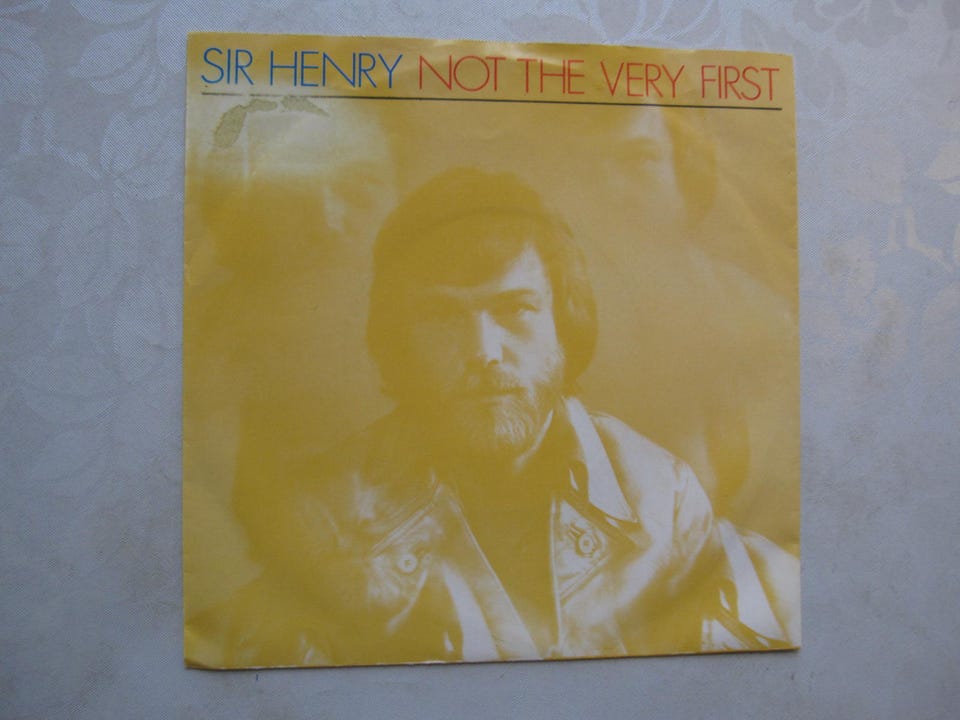 SIR HENRY NOT THE VERY FIRST